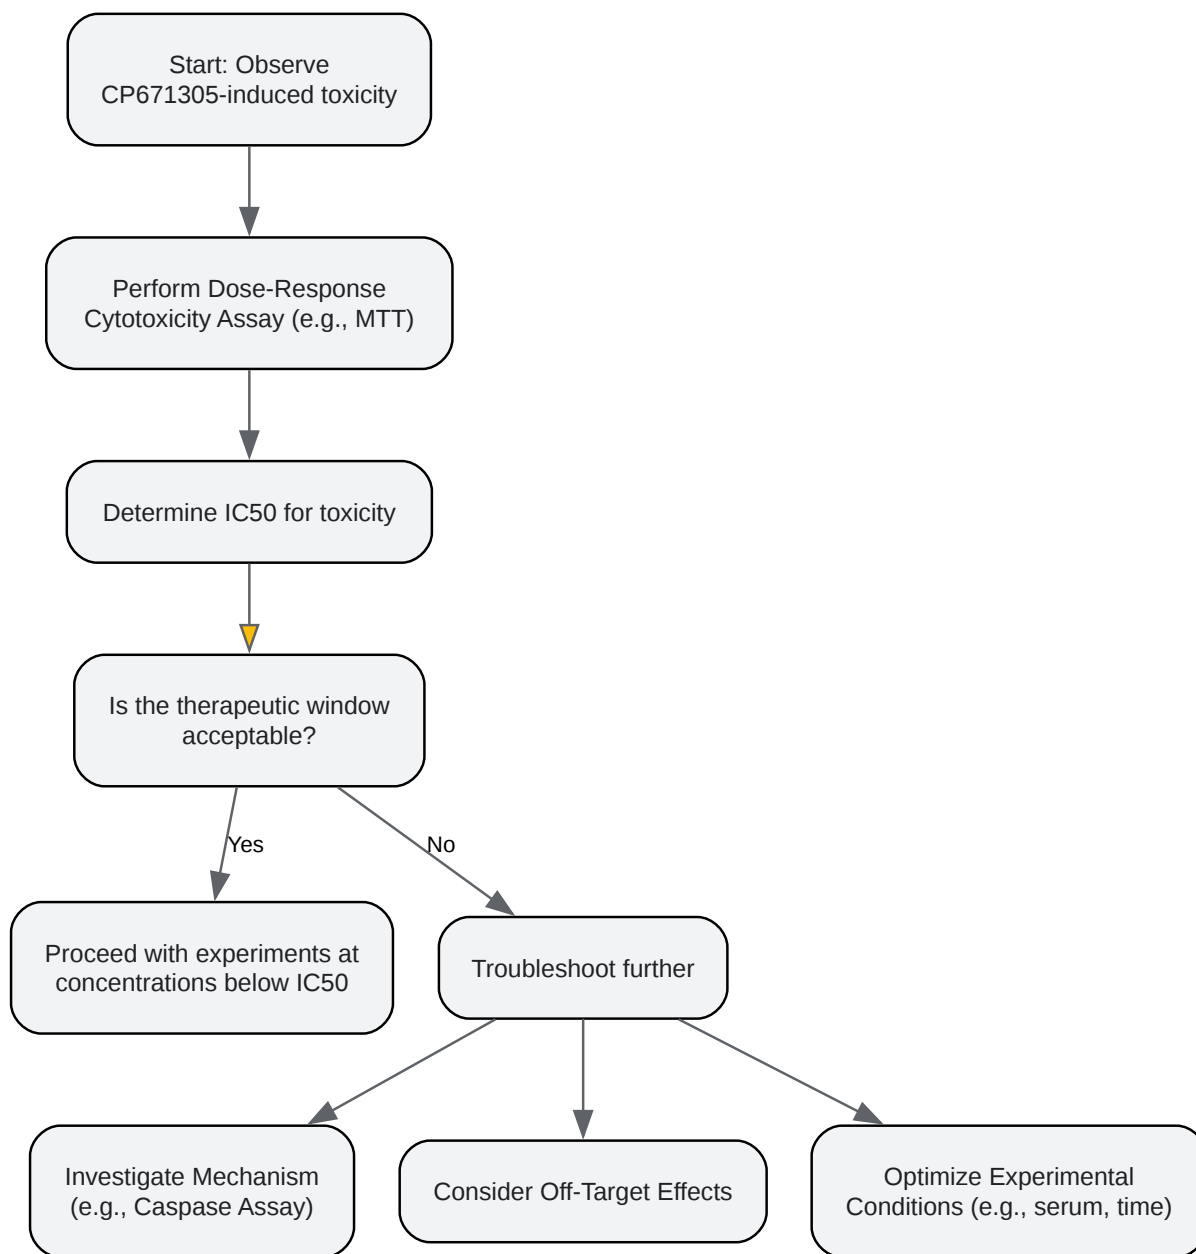 Start: Observe
CP671305-induced toxicity
Perform Dose-Response
Cytotoxicity Assay (e.g., MTT)
Determine IC50 for toxicity
Is the therapeutic window
acceptable?
Yes
No
Proceed with experiments at
concentrations below IC50
Troubleshoot further
Investigate Mechanism
(e.g., Caspase Assay)
Consider Off-Target Effects
Optimize Experimental
Conditions (e.g., serum, time)